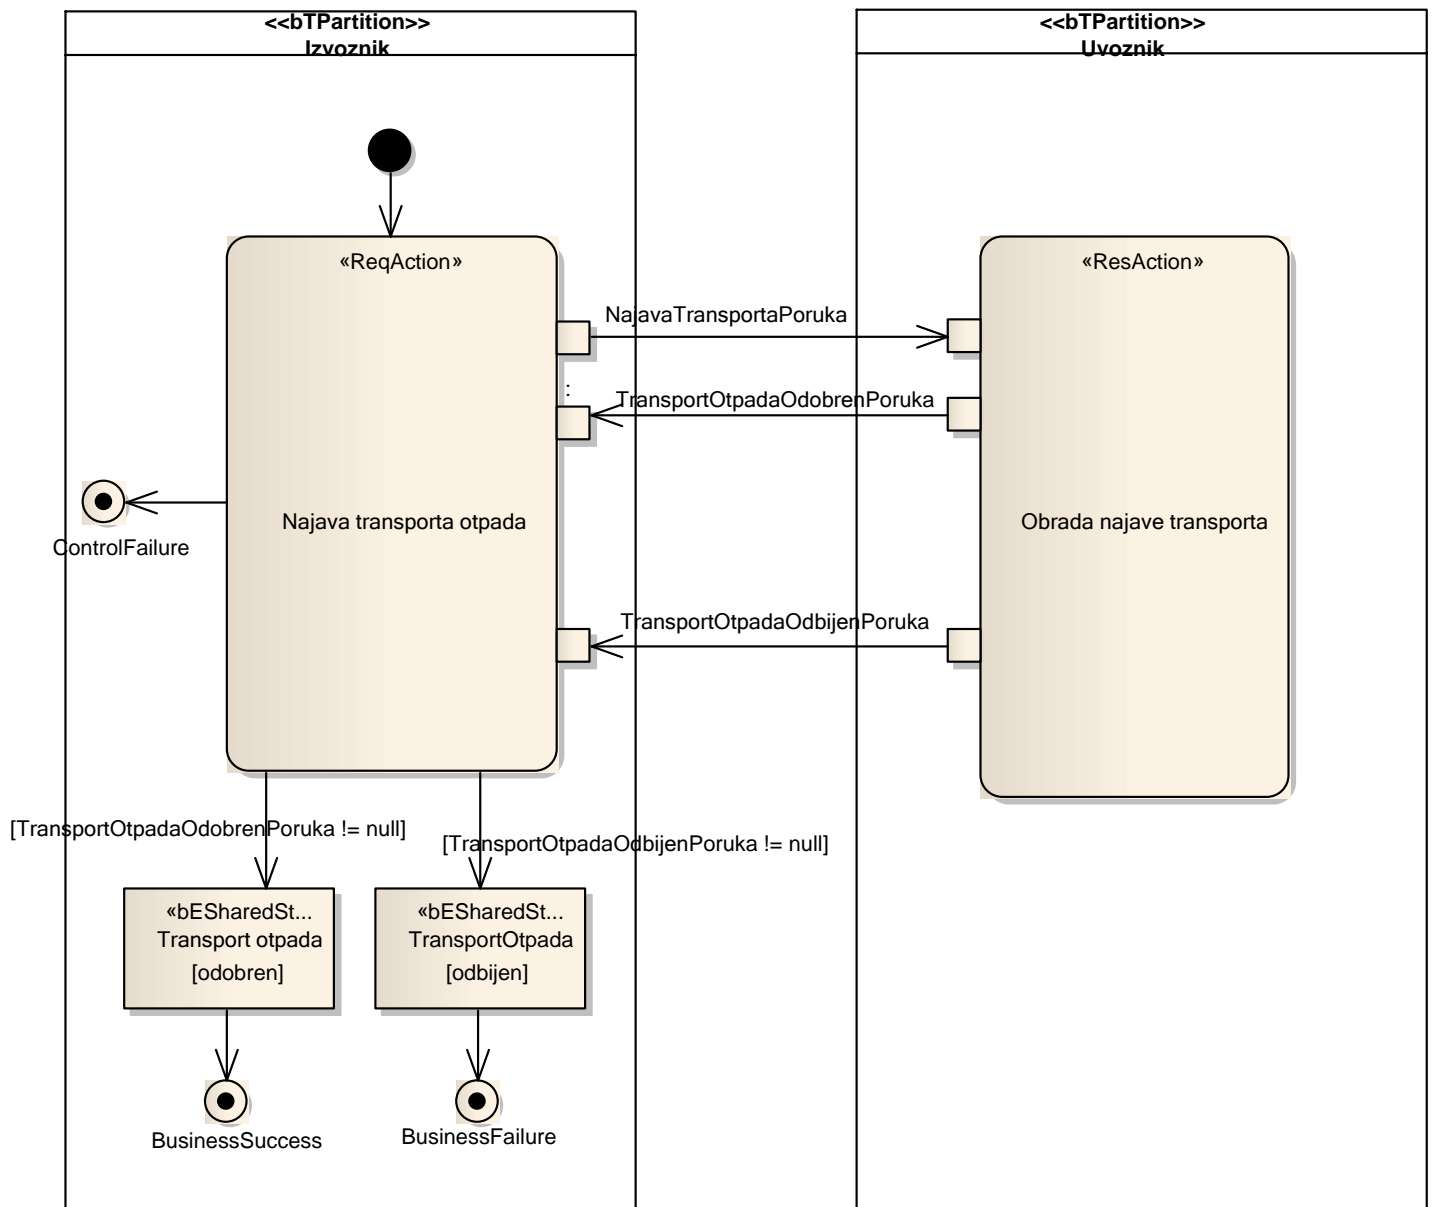 <<bTPartition>>
Izvoznik
<<bTPartition>>
Uvoznik
«ReqAction»
«ResAction»
NajavaTransportaPoruka
:
TransportOtpadaOdobrenPoruka
Najava transporta otpada
Obrada najave transporta
ControlFailure
TransportOtpadaOdbijenPoruka
[TransportOtpadaOdobrenPoruka != null]
[TransportOtpadaOdbijenPoruka != null]
«bESharedSt...
Transport otpada
[odobren]
«bESharedSt...
TransportOtpada
[odbijen]
BusinessSuccess
BusinessFailure